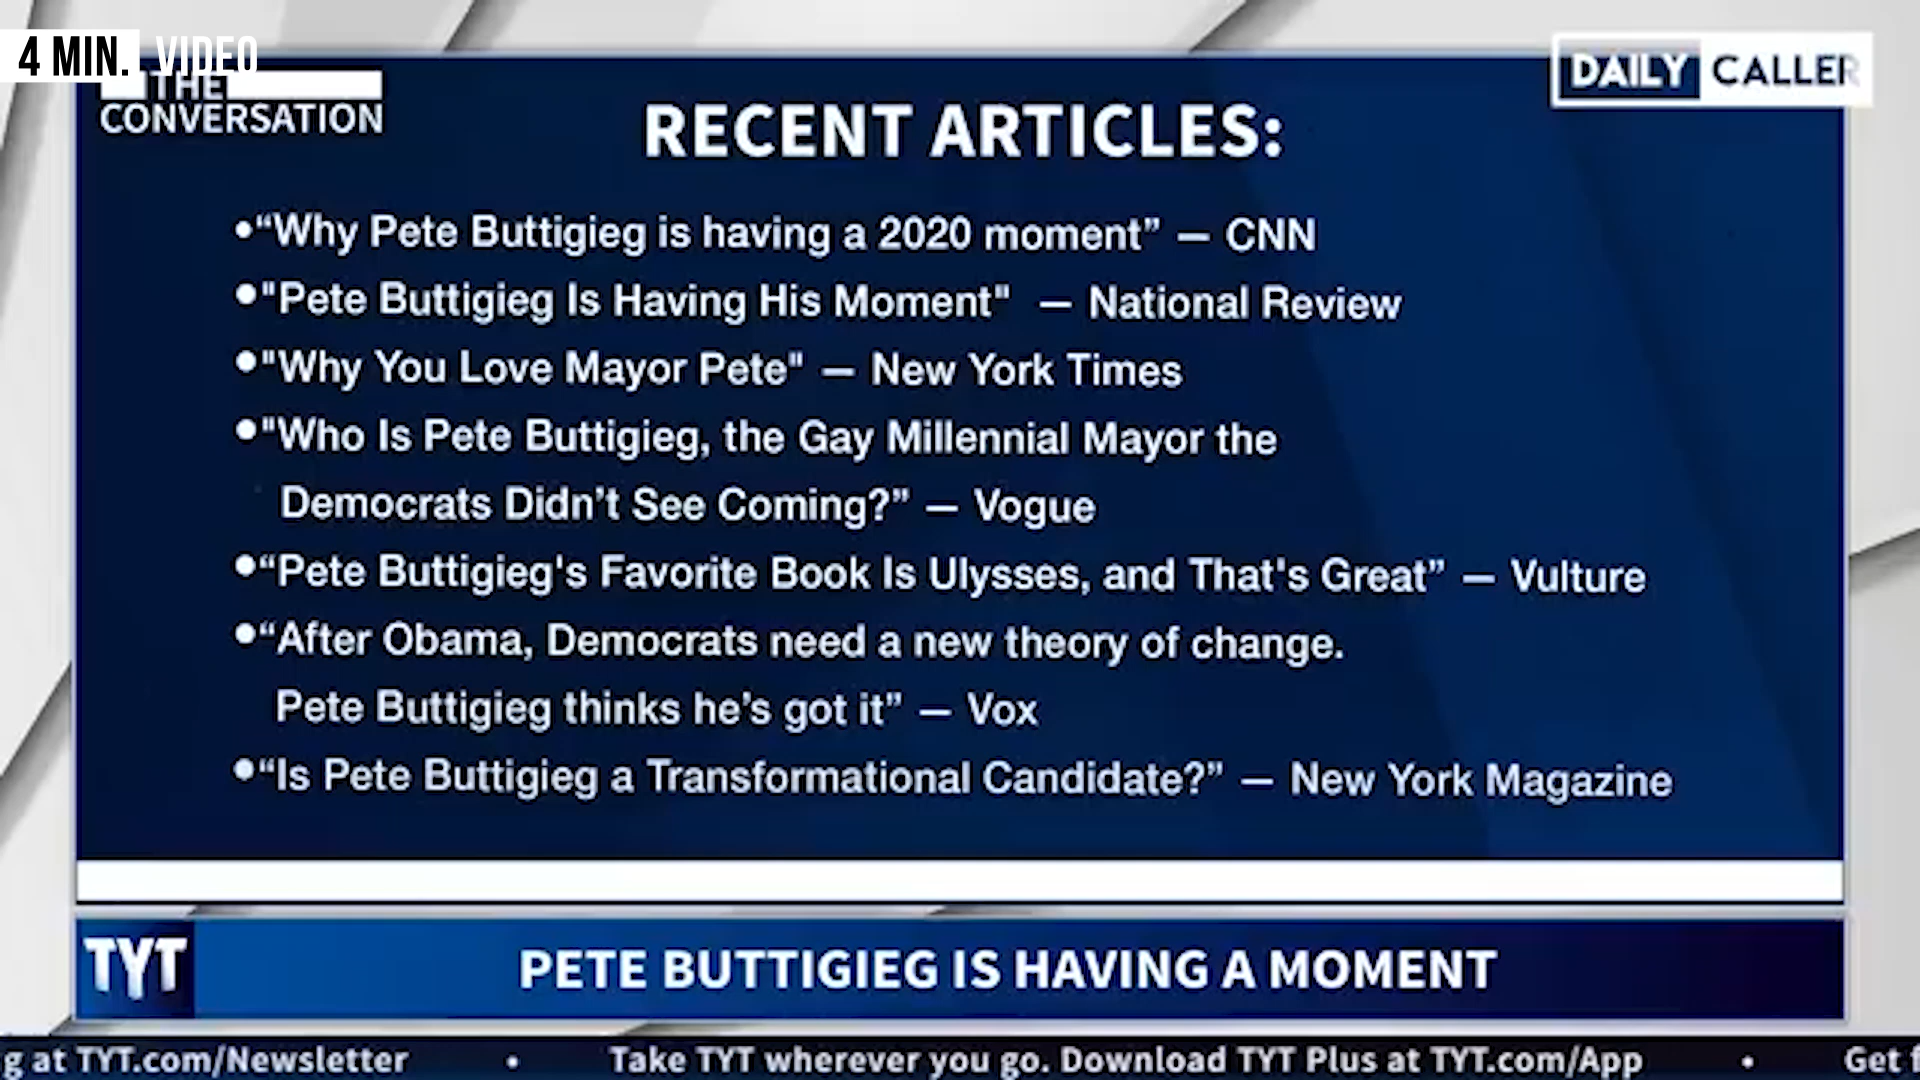 4 MIN. VIDEO
THE
CONVERSATION
DAILY CALLER
RECENT ARTICLES:
•“Why Pete Buttigieg is having a 2020 moment” — CNN
•"Pete Buttigieg Is Having His Moment" — National Review
•"Why You Love Mayor Pete" — New York Times
•"Who Is Pete Buttigieg, the Gay Millennial Mayor the
Democrats Didn’t See Coming?” — Vogue
•“Pete Buttigieg's Favorite Book Is Ulysses, and That's Great” — Vulture
•“After Obama, Democrats need a new theory of change.
Pete Buttigieg thinks he’s got it” — Vox
•“Is Pete Buttigieg a Transformational Candidate?” — New York Magazine
TYT PETE BUTTIGIEG IS HAVING A MOMENT
g at TYT.com/Newsletter • Take TYT wherever you go. Download TYT Plus at TYT.com/App • Get f